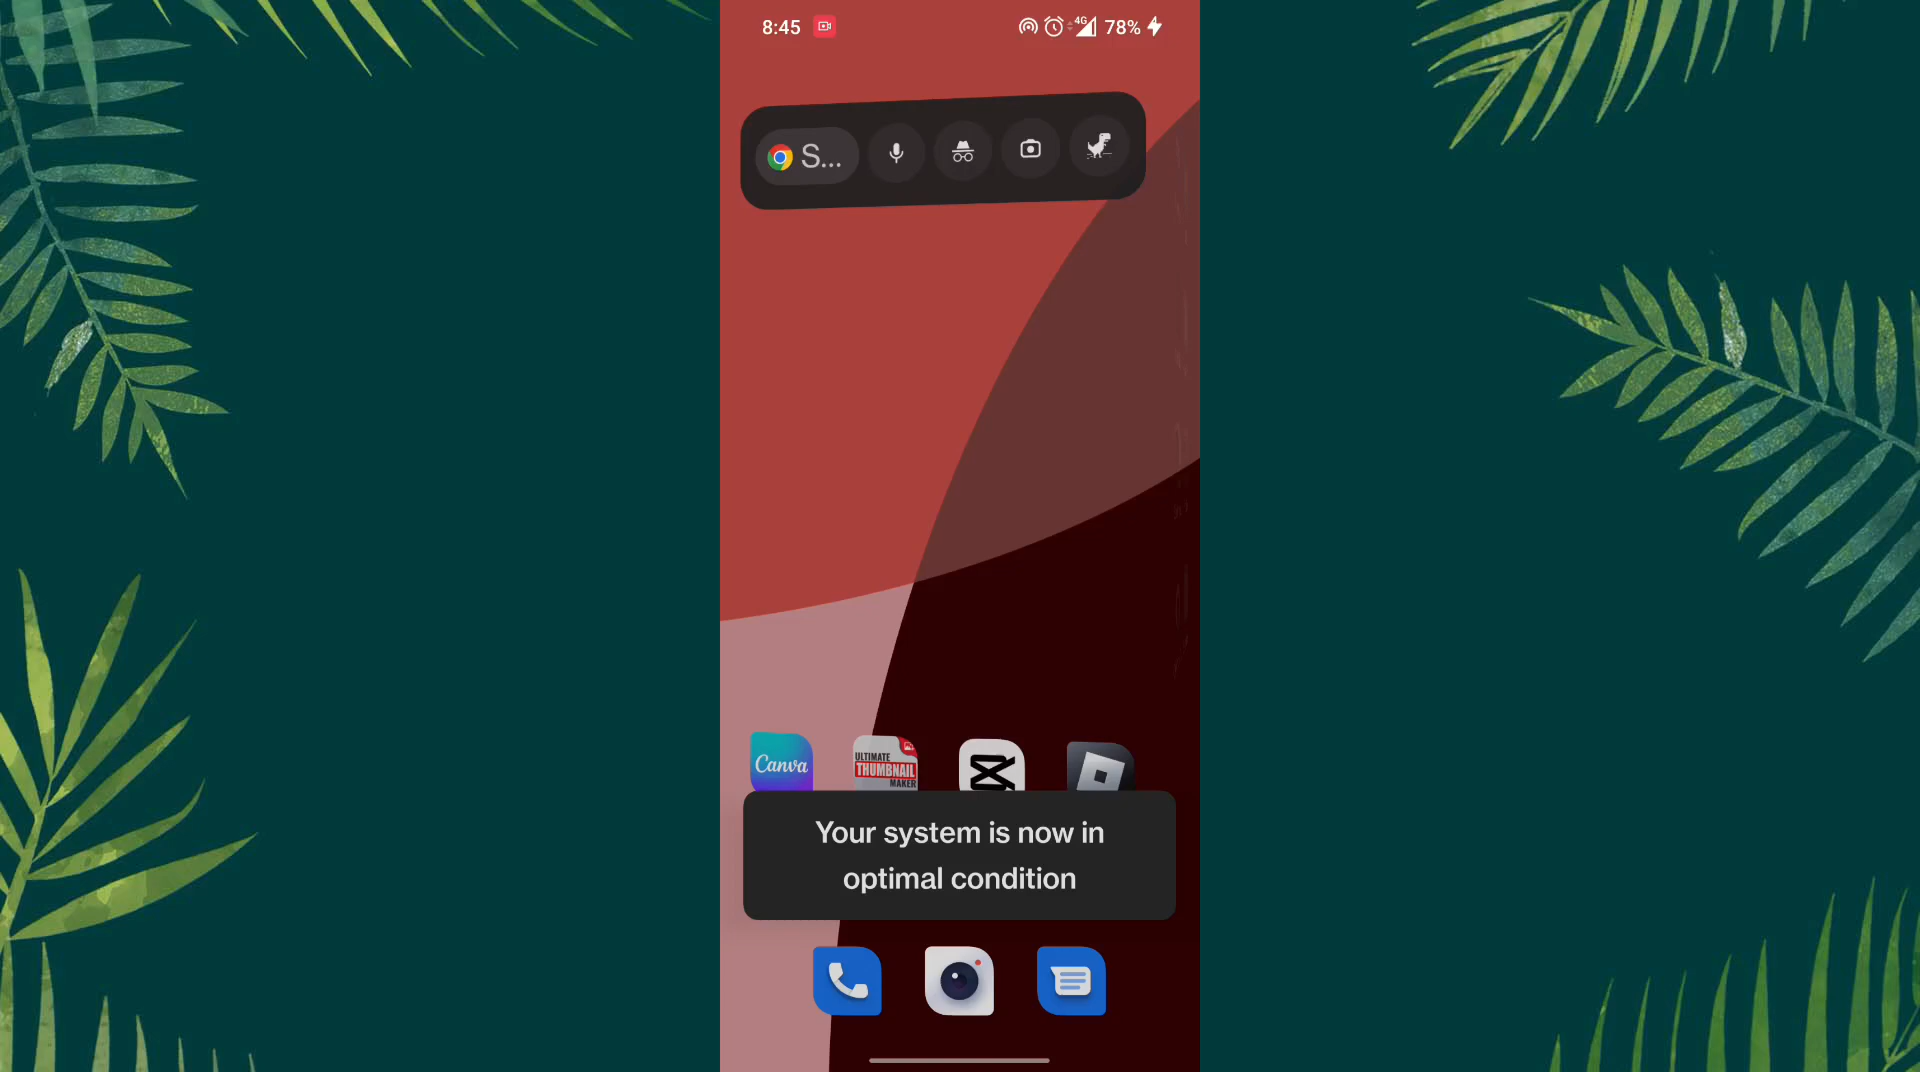 8:45 4G 78%
S...
Canva
ULTIMATE
THUMBNAIL
MAKER
Your system is now in
optimal condition